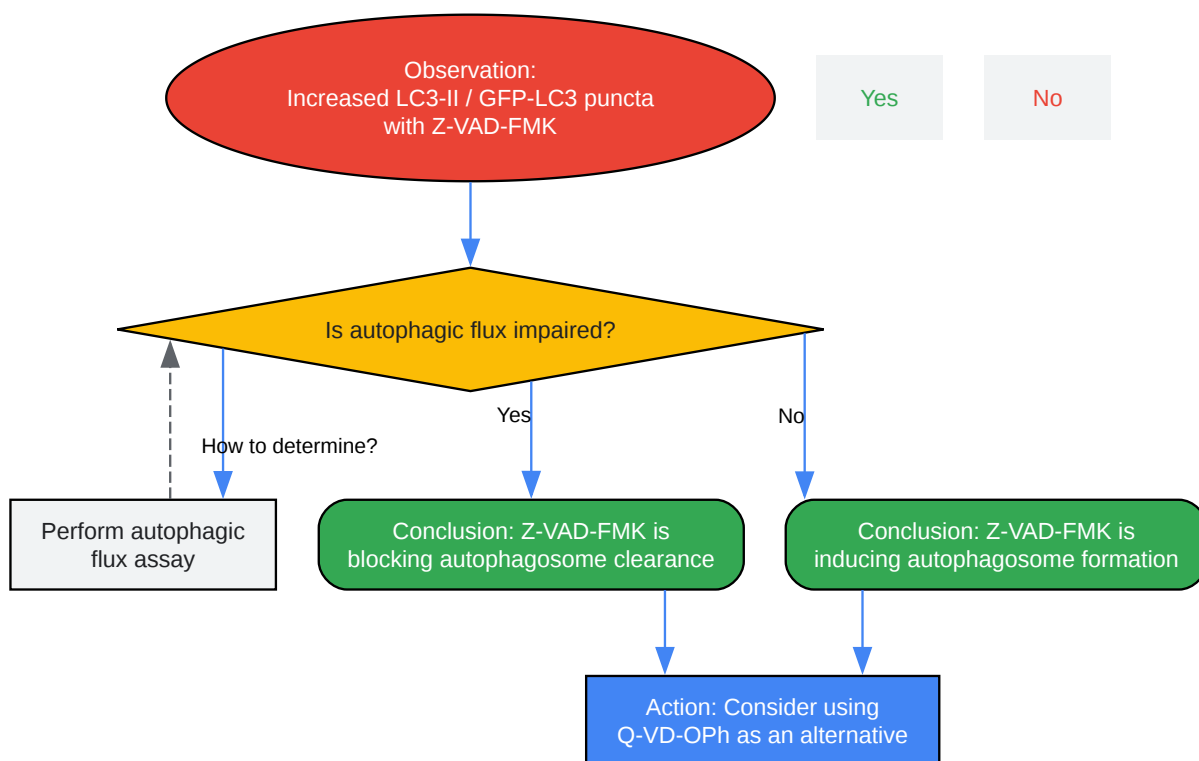 Observation:
Increased LC3-II / GFP-LC3 puncta
with Z-VAD-FMK
Yes
No
Is autophagic flux impaired?
How to determine?
Yes
No
Perform autophagic
flux assay
Conclusion: Z-VAD-FMK is
blocking autophagosome clearance
Conclusion: Z-VAD-FMK is
inducing autophagosome formation
Action: Consider using
Q-VD-OPh as an alternative